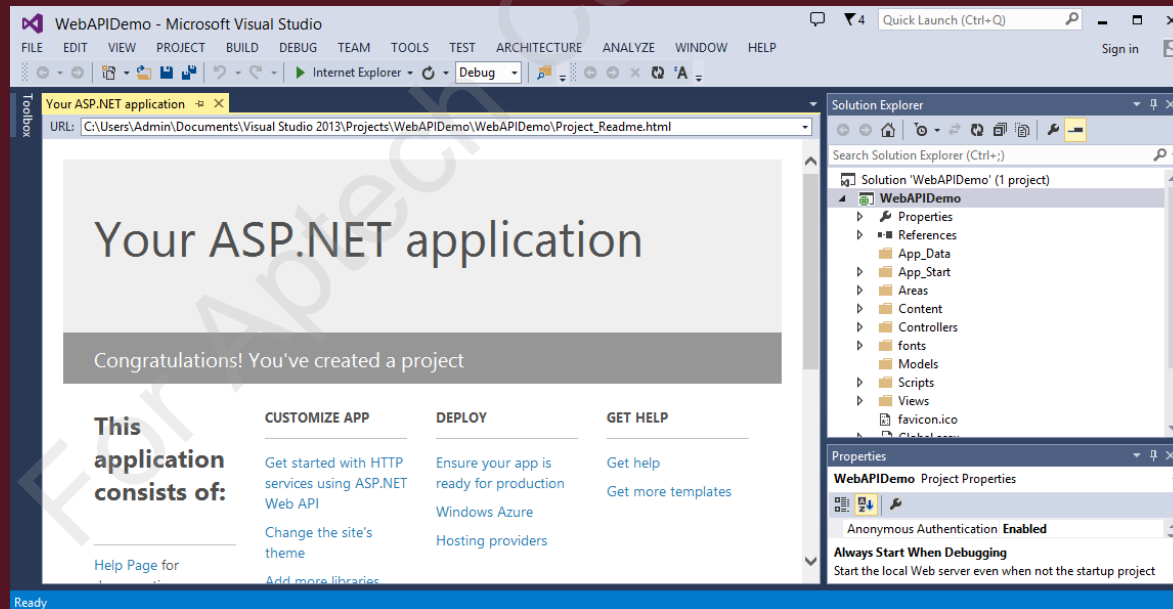 WebAPIDemo - Microsoft Visual Studio
4
Quick Launch (Ctrl+Q)
FILE EDIT VIEW PROJECT BUILD DEBUG TEAM TOOLS TEST ARCHITECTURE ANALYZE WINDOW HELP
Sign in
Internet Explorer
Debug
Toolbox
Your ASP.NET application
URL: C:\Users\Admin\Documents\Visual Studio 2013\Projects\WebAPIDemo\WebAPIDemo\Project_Readme.html
Your ASP.NET application
Congratulations! You've created a project
This
application
consists of:
Help Page for
CUSTOMIZE APP
Get started with HTTP
services using ASP.NET
Web API
Change the site's
theme
Add more libraries
DEPLOY
Ensure your app is
ready for production
Windows Azure
Hosting providers
GET HELP
Get help
Get more templates
Solution Explorer
Search Solution Explorer (Ctrl+;)
Solution 'WebAPIDemo' (1 project)
WebAPIDemo
Properties
References
App_Data
App_Start
Areas
Content
Controllers
fonts
Models
Scripts
Views
favicon.ico
Properties
WebAPIDemo Project Properties
Anonymous Authentication Enabled
Always Start When Debugging
Start the local Web server even when not the startup project
Ready
For Aptech